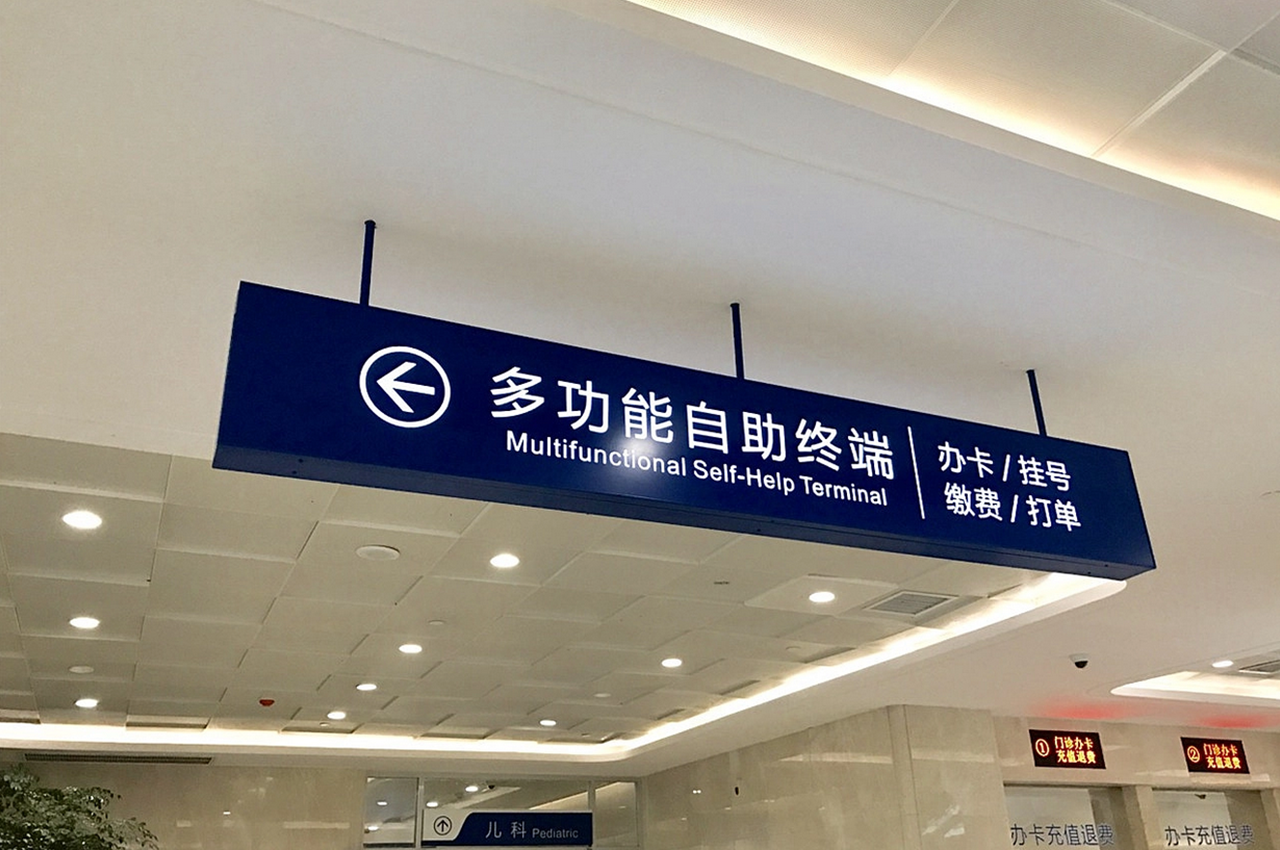 多功能自助终端
Multifunctional Self-Help Terminal
办卡 / 挂号
缴费 / 打单
① 门诊办卡
充值退费
② 门诊办卡
充值退费
儿 科 Pediatric
办卡充值退费
办卡充值退费